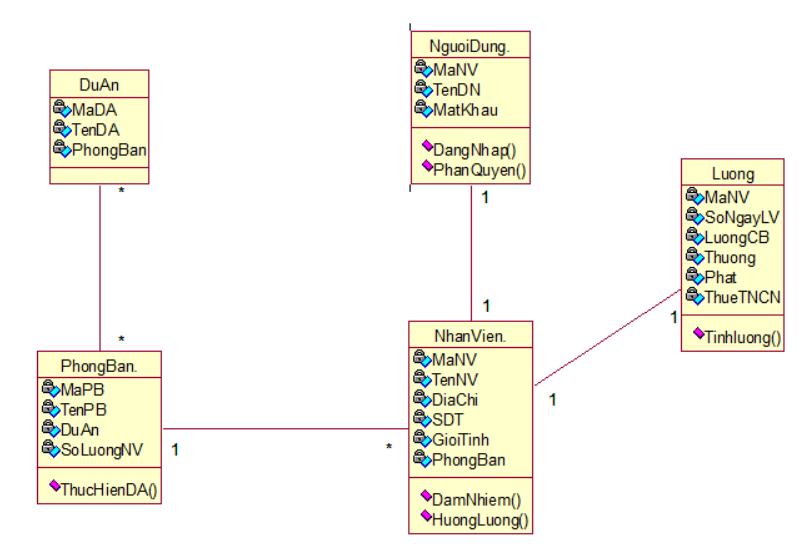 NguoiDung.
MaNV
TenDN
MatKhau
DangNhap()
PhanQuyen()
1
DuAn
MaDA
TenDA
PhongBan
*
Luong
MaNV
SoNgayLV
LuongCB
Thuong
Phat
ThueTNCN
Tinhluong()
1
1
NhanVien.
MaNV
TenNV
DiaChi
SDT
GioiTinh
PhongBan
DamNhiem()
HuongLuong()
1
*
*
PhongBan.
MaPB
TenPB
DuAn
SoLuongNV
ThucHienDA()
1